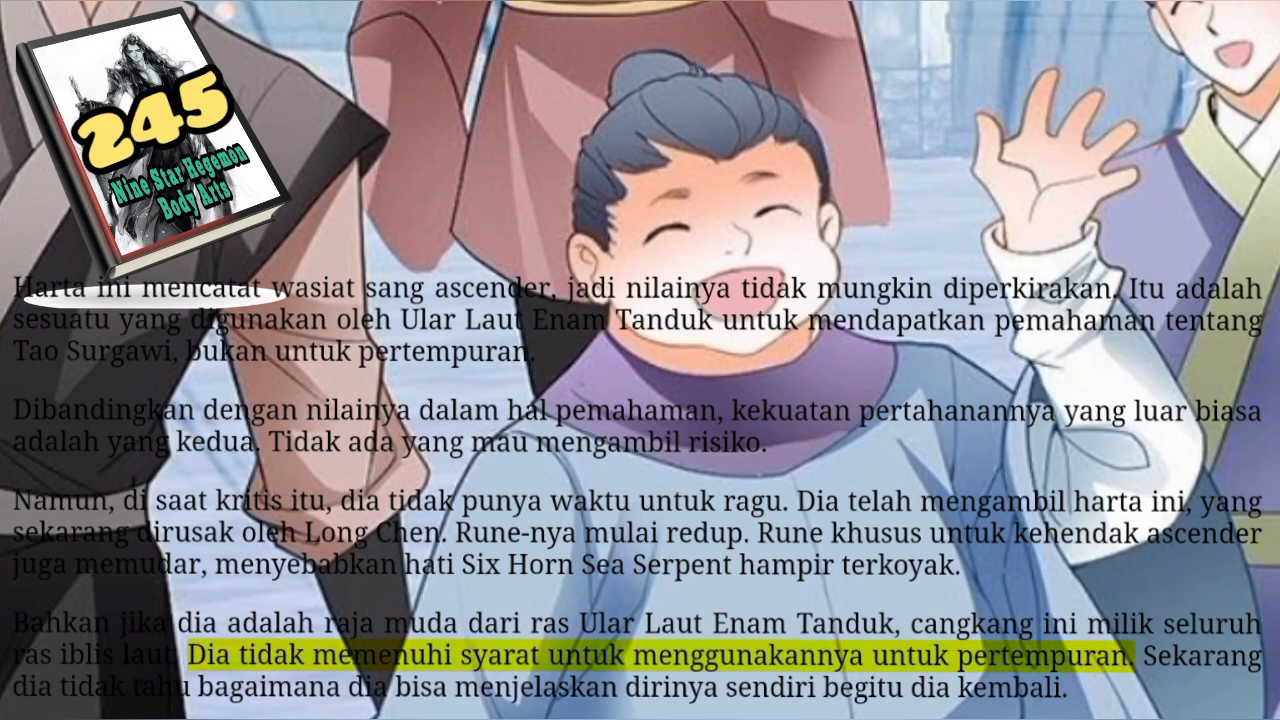 245
Nine Star Hegemon
Body Arts
Harta ini mencatat wasiat sang ascender, jadi nilainya tidak mungkin diperkirakan. Itu adalah
sesuatu yang digunakan oleh Ular Laut Enam Tanduk untuk mendapatkan pemahaman tentang
Tao Surgawi, bukan untuk pertempuran.
Dibandingkan dengan nilainya dalam hal pemahaman, kekuatan pertahanannya yang luar biasa
adalah yang kedua. Tidak ada yang mau mengambil risiko.
Namun, di saat kritis itu, dia tidak punya waktu untuk ragu. Dia telah mengambil harta ini, yang
sekarang dirusak oleh Long Chen. Rune-nya mulai redup. Rune khusus untuk kehendak ascender
juga memudar, menyebabkan hati Six Horn Sea Serpent hampir terkoyak.
Bahkan jika dia adalah raja muda dari ras Ular Laut Enam Tanduk, cangkang ini milik seluruh
ras iblis laut. Dia tidak memenuhi syarat untuk menggunakannya untuk pertempuran. Sekarang
dia tidak tahu bagaimana dia bisa menjelaskan dirinya sendiri begitu dia kembali.